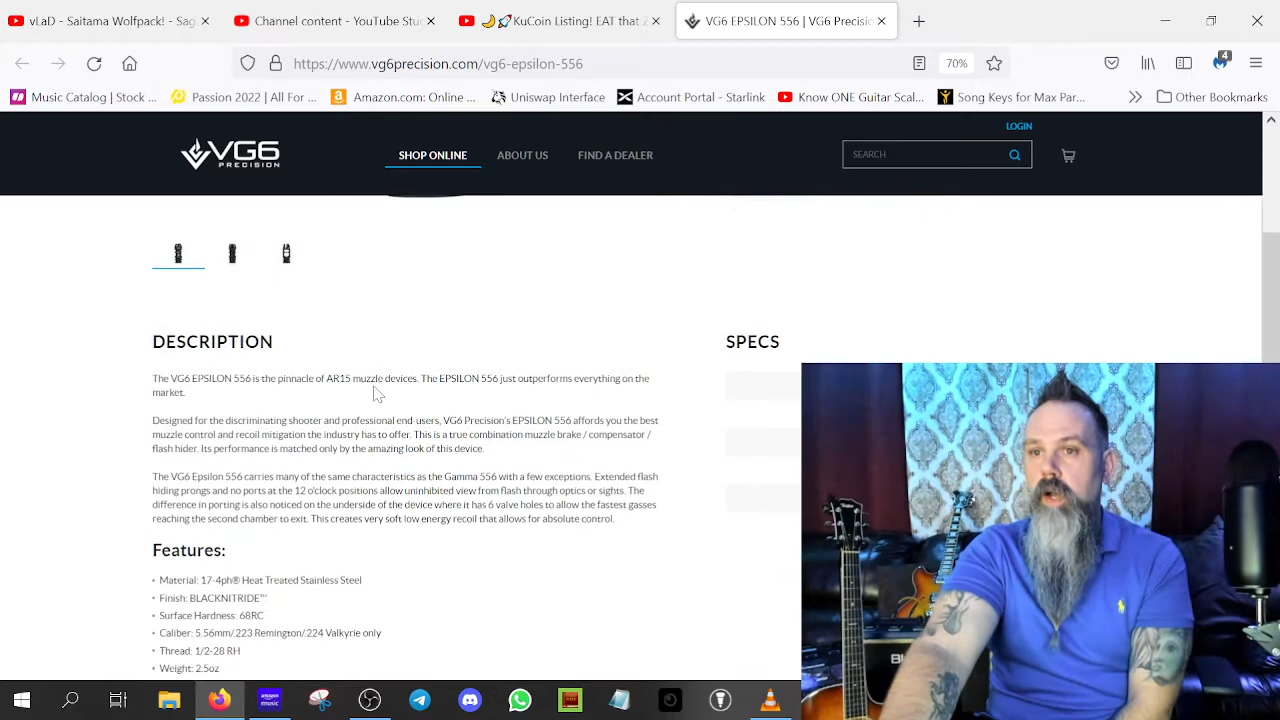 vLaD - Saitama Wolfpack! - Sag
Channel content - YouTube Stu
🌙🚀KuCoin Listing! EAT that A
VG6 EPSILON 556 | VG6 Precisio
https://www.vg6precision.com/vg6-epsilon-556
70%
4
Music Catalog | Stock ...
Passion 2022 | All For ...
Amazon.com: Online ...
Uniswap Interface
Account Portal - Starlink
Know ONE Guitar Scal...
Song Keys for Max Par...
Other Bookmarks
LOGIN
VG6
PRECISION
SHOP ONLINE
ABOUT US
FIND A DEALER
SEARCH
DESCRIPTION
SPECS
The VG6 EPSILON 556 is the pinnacle of AR15 muzzle devices. The EPSILON 556 just outperforms everything on the
market.
Designed for the discriminating shooter and professional end-users, VG6 Precision's EPSILON 556 affords you the best
muzzle control and recoil mitigation the industry has to offer. This is a true combination muzzle brake / compensator /
flash hider. Its performance is matched only by the amazing look of this device.
The VG6 Epsilon 556 carries many of the same characteristics as the Gamma 556 with a few exceptions. Extended flash
hiding prongs and no ports at the 12 o'clock positions allow uninhibited view from flash through optics or sights. The
difference in porting is also noticed on the underside of the device where it has 6 valve holes to allow the fastest gasses
reaching the second chamber to exit. This creates very soft low energy recoil that allows for absolute control.
Features:
• Material: 17-4ph® Heat Treated Stainless Steel
• Finish: BLACKNITRIDE™
• Surface Hardness: 68RC
• Caliber: 5.56mm/.223 Remington/.224 Valkyrie only
• Thread: 1/2-28 RH
• Weight: 2.5oz
amazon
music